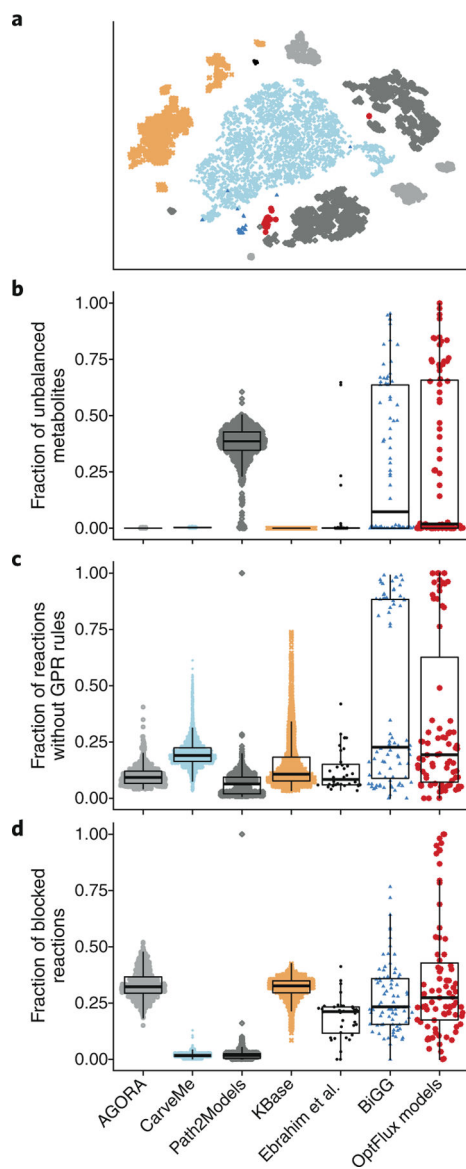 a
b
1.00
0.75
0.50
0.25
0.00
Fraction of unbalanced
metabolites
c
1.00
0.75
0.50
0.25
0.00
Fraction of reactions
without GPR rules
d
1.00
0.75
0.50
0.25
0.00
Fraction of blocked
reactions
AGORA
CarveMe
Path2Models
KBase
Ebrahim et al.
BiGG
OptFlux models